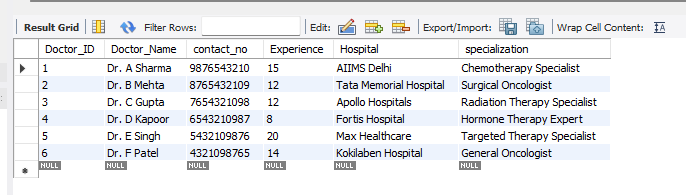 Result Grid Filter Rows: Edit: Export/Import: Wrap Cell Content: IA
Doctor_ID Doctor_Name contact_no Experience Hospital specialization
1 Dr. A Sharma 9876543210 15 AIIMS Delhi Chemotherapy Specialist
2 Dr. B Mehta 8765432109 12 Tata Memorial Hospital Surgical Oncologist
3 Dr. C Gupta 7654321098 12 Apollo Hospitals Radiation Therapy Specialist
4 Dr. D Kapoor 6543210987 8 Fortis Hospital Hormone Therapy Expert
5 Dr. E Singh 5432109876 20 Max Healthcare Targeted Therapy Specialist
6 Dr. F Patel 4321098765 14 Kokilaben Hospital General Oncologist
NULL NULL NULL NULL NULL NULL